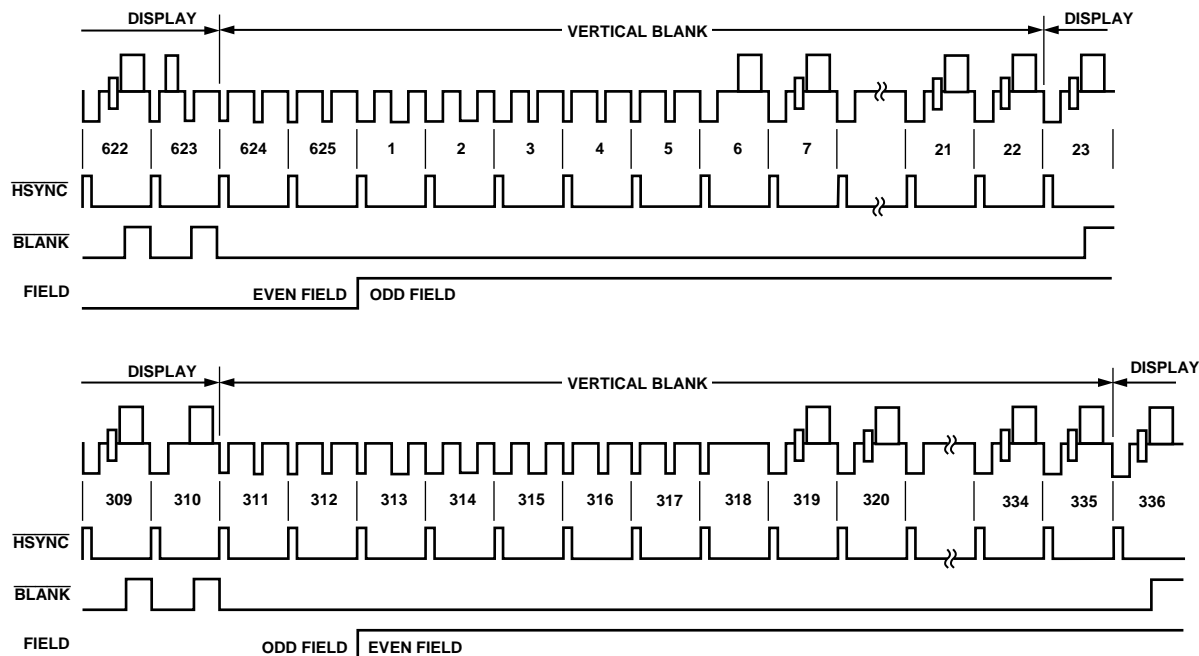 DISPLAY VERTICAL BLANK DISPLAY
622 623 624 625 1 2 3 4 5 6 7 21 22 23
HSYNC
BLANK
FIELD EVEN FIELD ODD FIELD
DISPLAY VERTICAL BLANK DISPLAY
309 310 311 312 313 314 315 316 317 318 319 320 334 335 336
HSYNC
BLANK
FIELD ODD FIELD EVEN FIELD